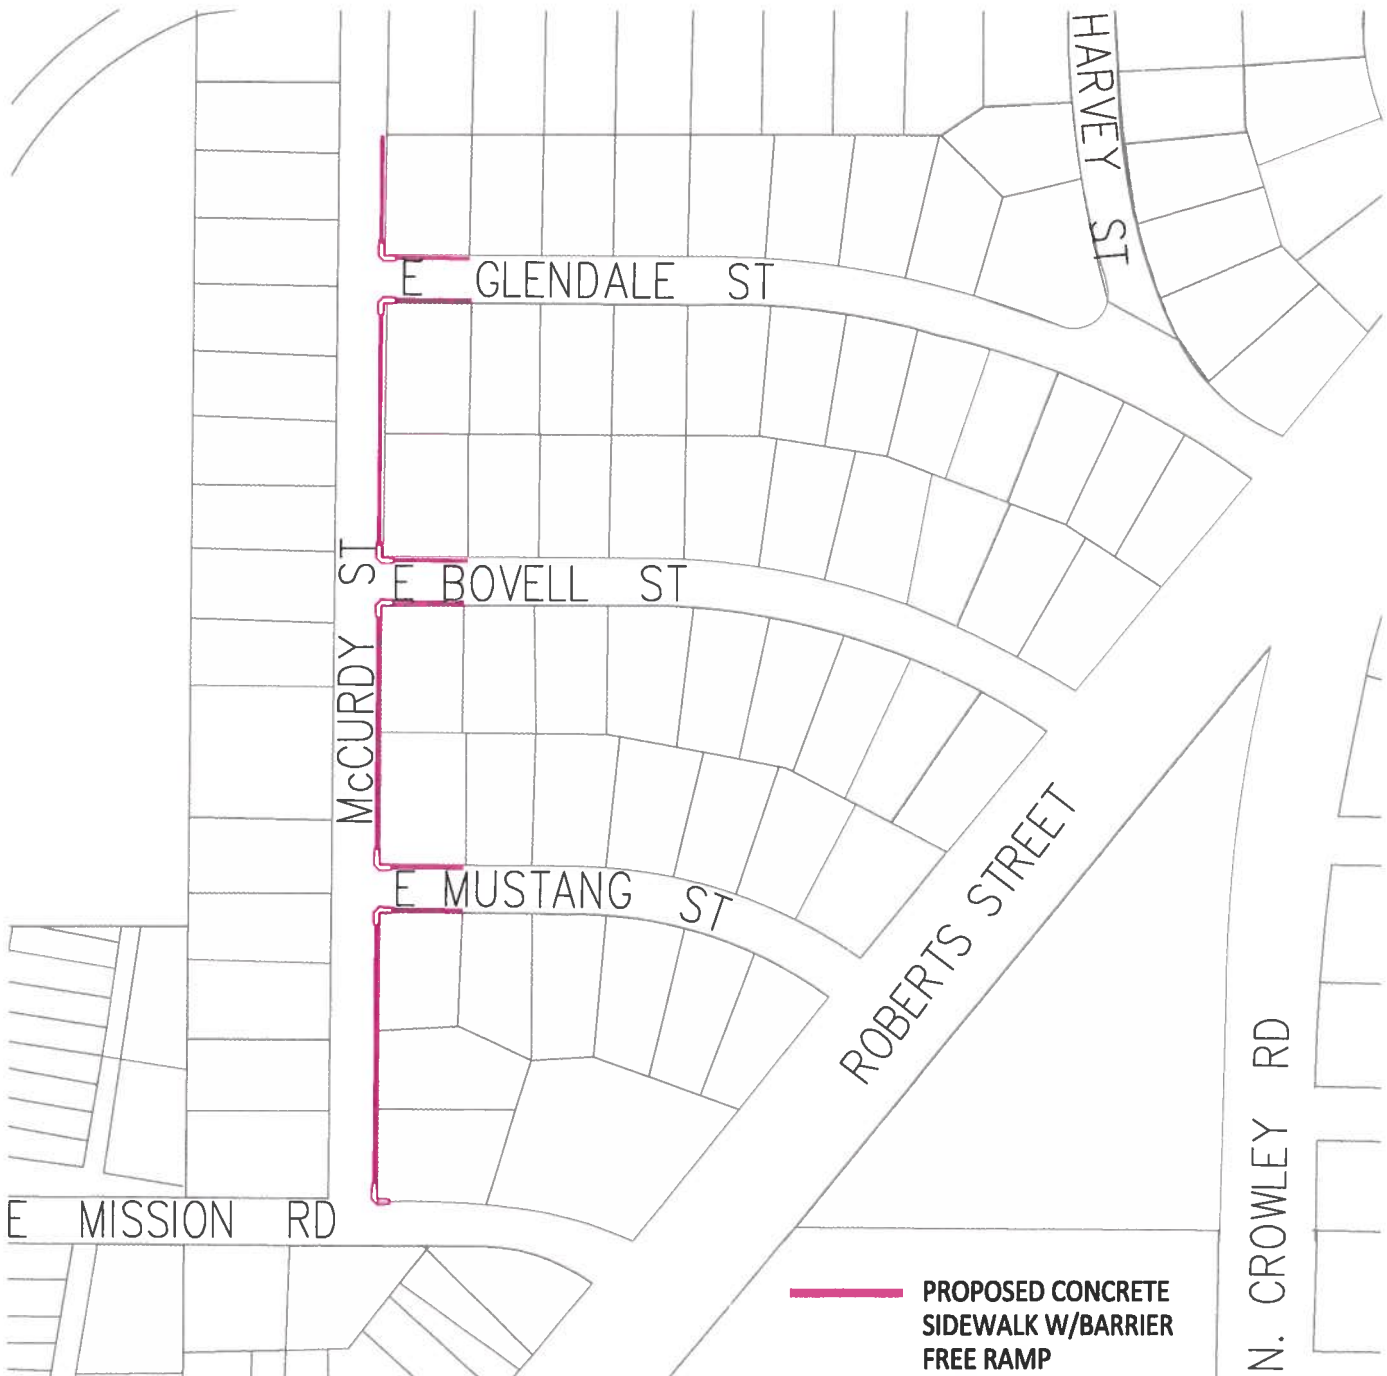 HARVEY ST
E GLENDALE ST
E BOVELL ST
McCURDY ST
E MUSTANG ST
ROBERTS STREET
E MISSION RD
N. CROWLEY RD
PROPOSED CONCRETE
SIDEWALK W/BARRIER
FREE RAMP